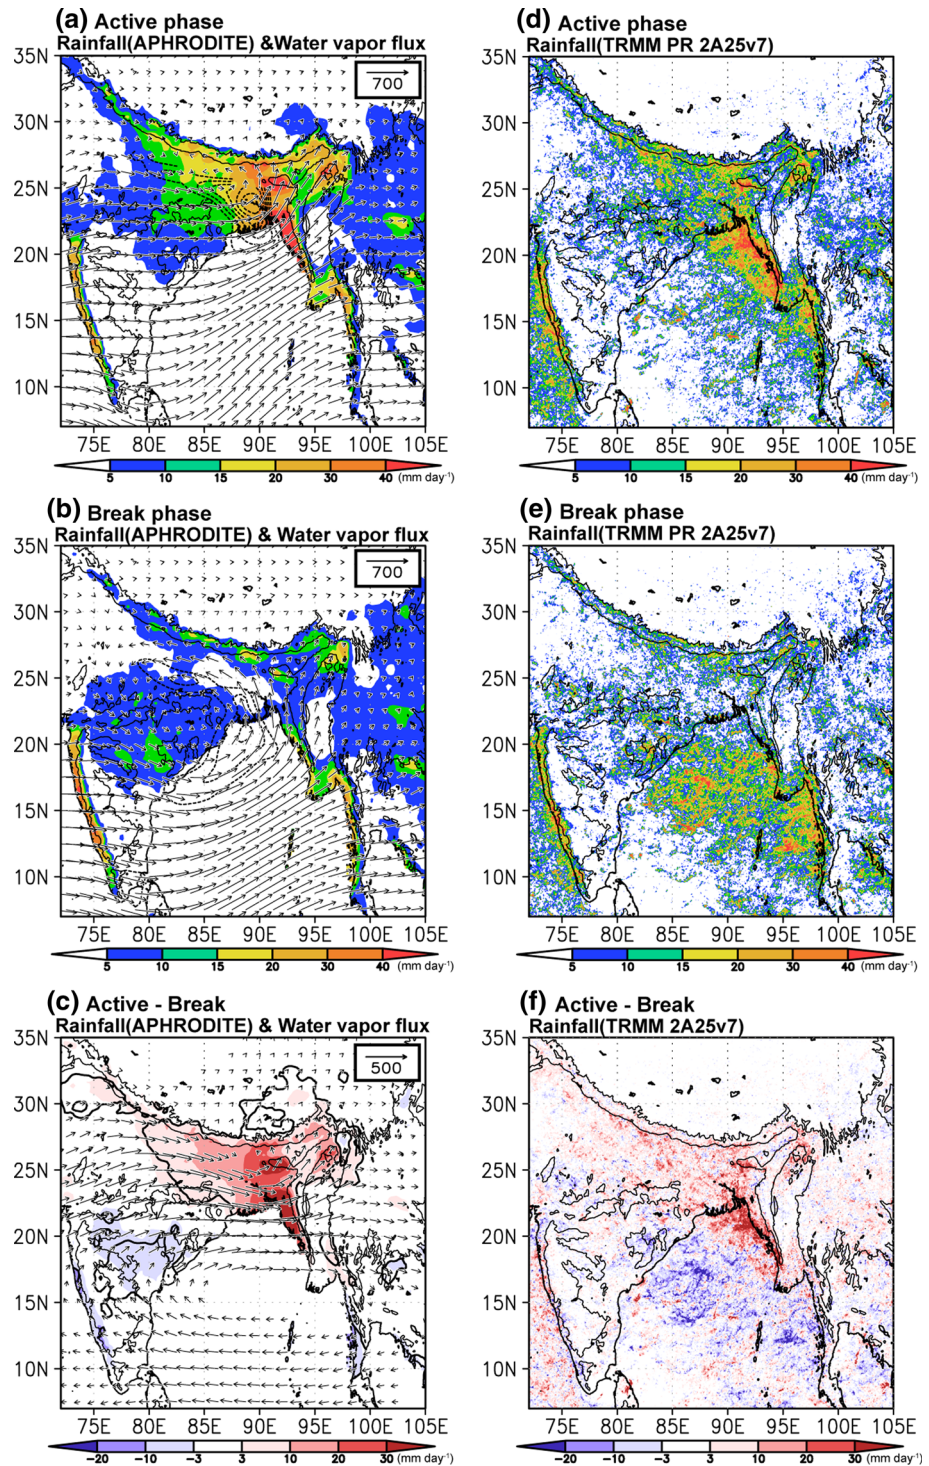 (a) Active phase
Rainfall(APHRODITE) &Water vapor flux
35N
700
30N
25N
20N
15N
10N
75E 80E 85E 90E 95E 100E 105E
5 10 15 20 30 40 (mm day-1)
(d) Active phase
Rainfall(TRMM PR 2A25v7)
35N
30N
25N
20N
15N
10N
75E 80E 85E 90E 95E 100E 105E
5 10 15 20 30 40 (mm day-1)
(b) Break phase
Rainfall(APHRODITE) & Water vapor flux
35N
700
30N
25N
20N
15N
10N
75E 80E 85E 90E 95E 100E 105E
5 10 15 20 30 40 (mm day-1)
(e) Break phase
Rainfall(TRMM PR 2A25v7)
35N
30N
25N
20N
15N
10N
75E 80E 85E 90E 95E 100E 105E
5 10 15 20 30 40 (mm day-1)
(c) Active - Break
Rainfall(APHRODITE) & Water vapor flux
35N
500
30N
25N
20N
15N
10N
75E 80E 85E 90E 95E 100E 105E
-20 -10 -3 3 10 20 30 (mm day-1)
(f) Active - Break
Rainfall(TRMM 2A25v7)
35N
30N
25N
20N
15N
10N
75E 80E 85E 90E 95E 100E 105E
-20 -10 -3 3 10 20 30 (mm day-1)